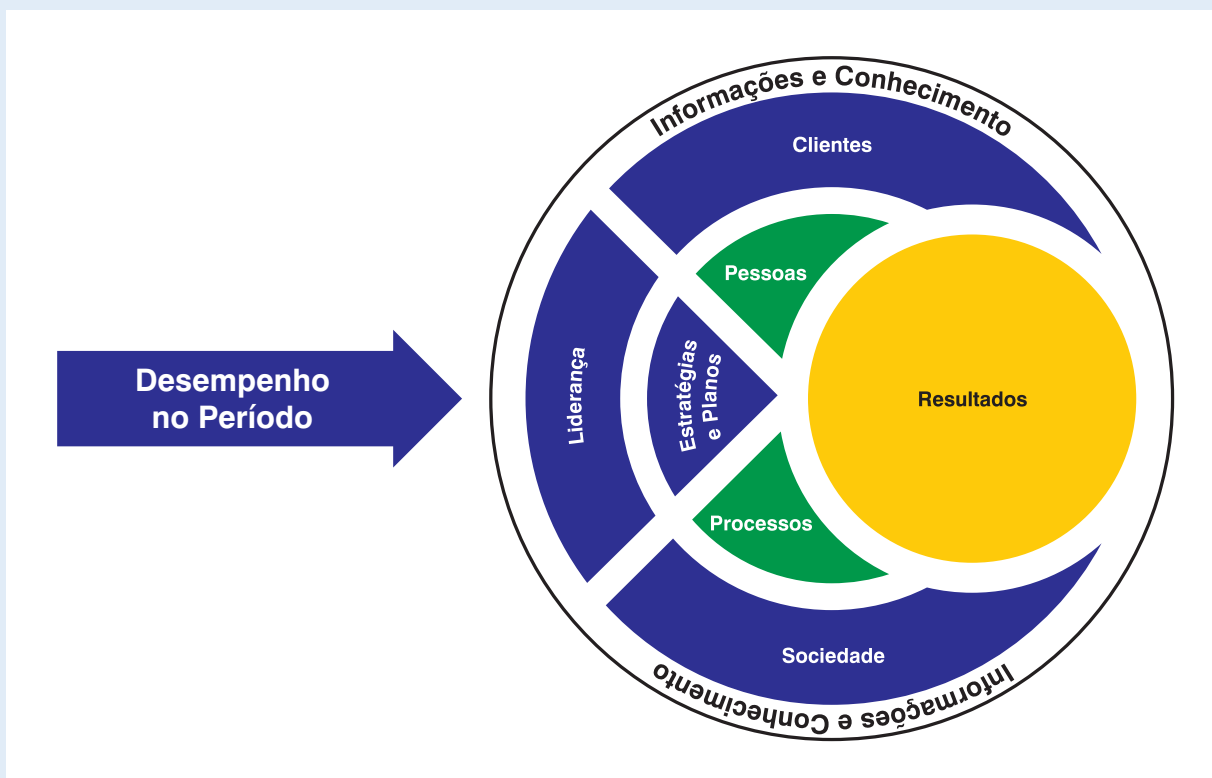 Informações e Conhecimento
Clientes
Pessoas
Desempenho
no Período
Liderança
Estratégias
e Planos
Resultados
Processos
Sociedade
Informações e Conhecimento